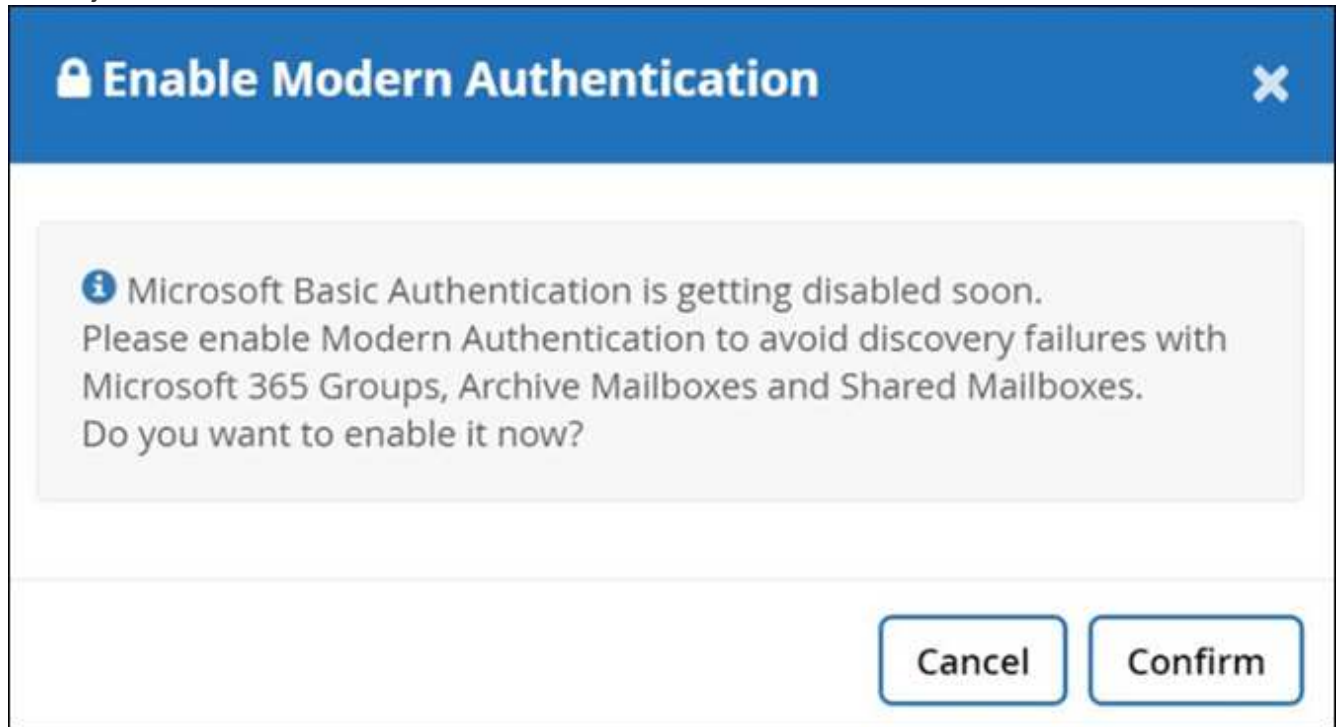 Enable Modern Authentication
Microsoft Basic Authentication is getting disabled soon.
Please enable Modern Authentication to avoid discovery failures with
Microsoft 365 Groups, Archive Mailboxes and Shared Mailboxes.
Do you want to enable it now?
Cancel Confirm